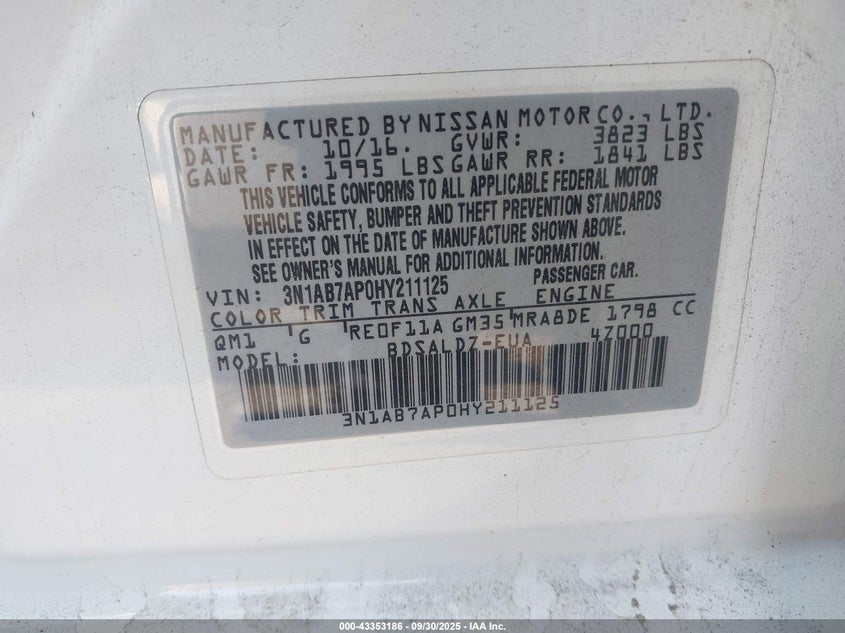 MANUFACTURED BY NISSAN MOTOR CO., LTD.
DATE: 10/16. GVWR: 3823 LBS
GAWR FR: 1995 LBS GAWR RR: 1841 LBS
THIS VEHICLE CONFORMS TO ALL APPLICABLE FEDERAL MOTOR
VEHICLE SAFETY, BUMPER AND THEFT PREVENTION STANDARDS
IN EFFECT ON THE DATE OF MANUFACTURE SHOWN ABOVE.
SEE OWNER'S MANUAL FOR ADDITIONAL INFORMATION.
VIN: 3N1AB7AP0HY211125 PASSENGER CAR.
COLOR TRIM TRANS AXLE ENGINE
QM1 G RE0F11A GM35 MRA8DE 1798 CC
MODEL: BDSALDZ-EUA 4Z000
3N1AB7AP0HY211125
000-43353186 - 09/30/2025 - IAA Inc.